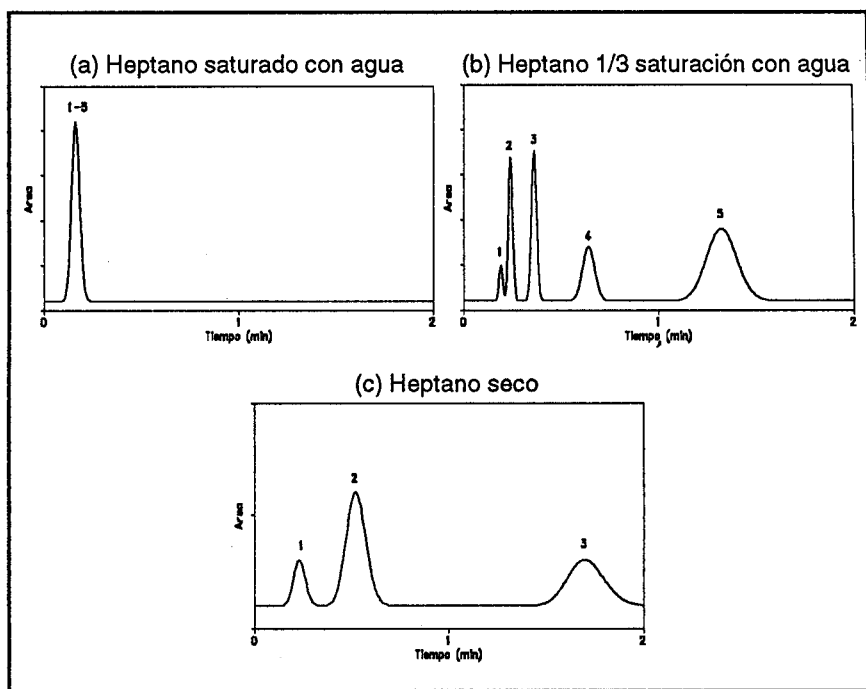 (a) Heptano saturado con agua
1-5
Area
0
1
2
Tiempo (min)
(b) Heptano 1/3 saturación con agua
1
2
3
4
5
Area
0
1
2
Tiempo (min)
(c) Heptano seco
1
2
3
Area
0
1
2
Tiempo (min)